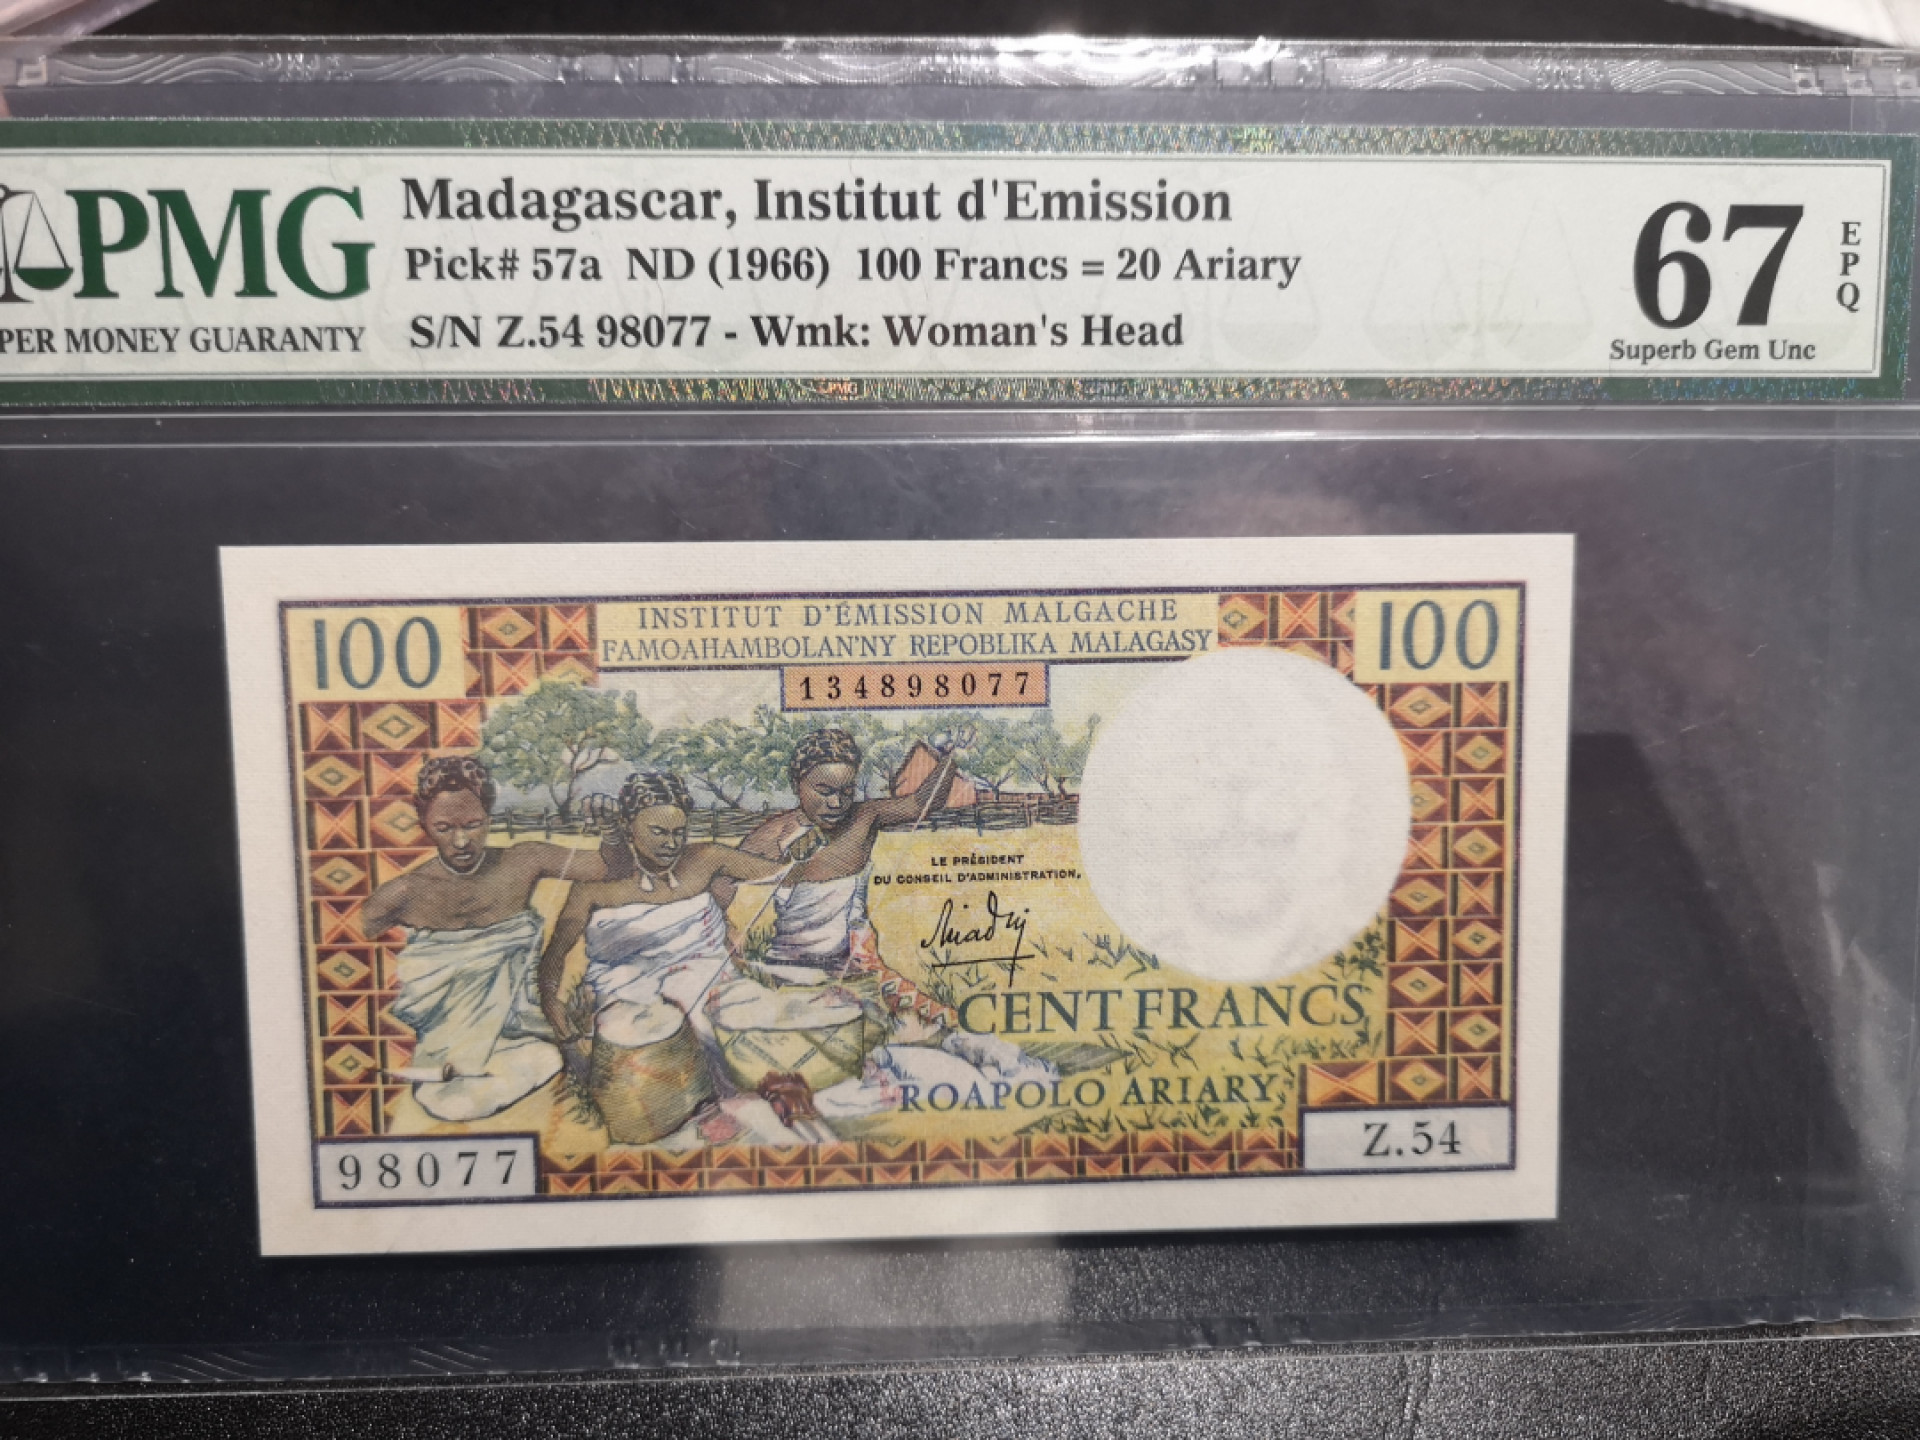 PMG
PER MONEY GUARANTY
Madagascar, Institut d'Emission
Pick# 57a ND (1966) 100 Francs = 20 Ariary
S/N Z.54 98077 - Wmk: Woman's Head
67
EPQ
Superb Gem Unc
100
INSTITUT D'ÉMISSION MALGACHE
FAMOAHAMBOLAN'NY REPOBLIKA MALAGASY
100
134898077
LE PRÉSIDENT
DU CONSEIL D'ADMINISTRATION,
CENT FRANCS
ROAPOLO ARIARY
98077
Z.54